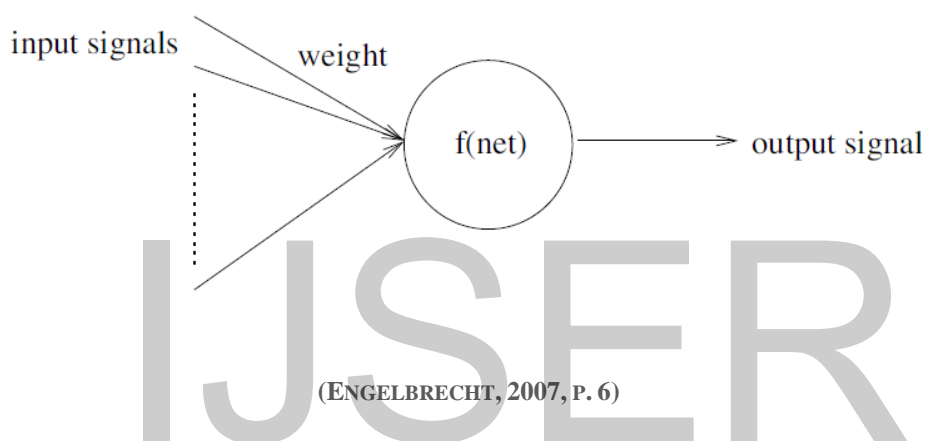 input signals
weight
f(net)
output signal
IJSER
(ENGELBRECHT, 2007, P. 6)